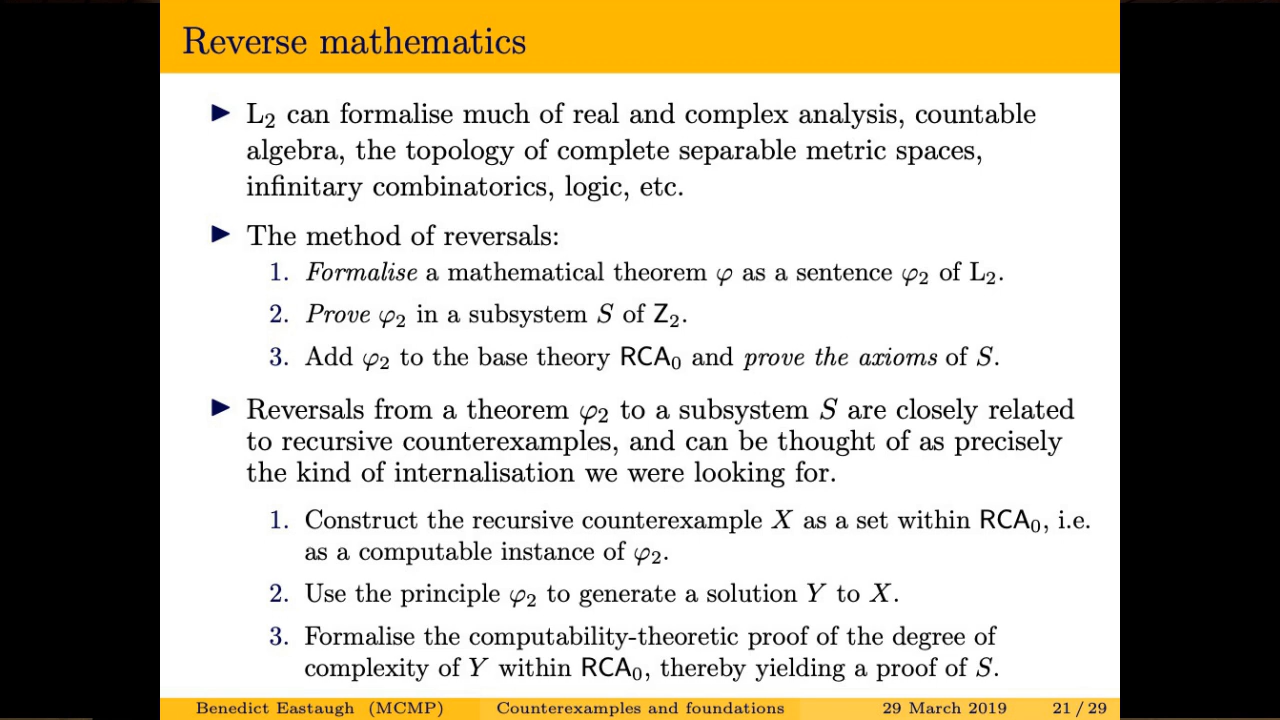 Reverse mathematics
▶ L₂ can formalise much of real and complex analysis, countable
algebra, the topology of complete separable metric spaces,
infinitary combinatorics, logic, etc.
▶ The method of reversals:
1. Formalise a mathematical theorem φ as a sentence φ₂ of L₂.
2. Prove φ₂ in a subsystem S of Z₂.
3. Add φ₂ to the base theory RCA₀ and prove the axioms of S.
▶ Reversals from a theorem φ₂ to a subsystem S are closely related
to recursive counterexamples, and can be thought of as precisely
the kind of internalisation we were looking for.
1. Construct the recursive counterexample X as a set within RCA₀, i.e.
as a computable instance of φ₂.
2. Use the principle φ₂ to generate a solution Y to X.
3. Formalise the computability-theoretic proof of the degree of
complexity of Y within RCA₀, thereby yielding a proof of S.
Benedict Eastaugh (MCMP) Counterexamples and foundations 29 March 2019 21 / 29